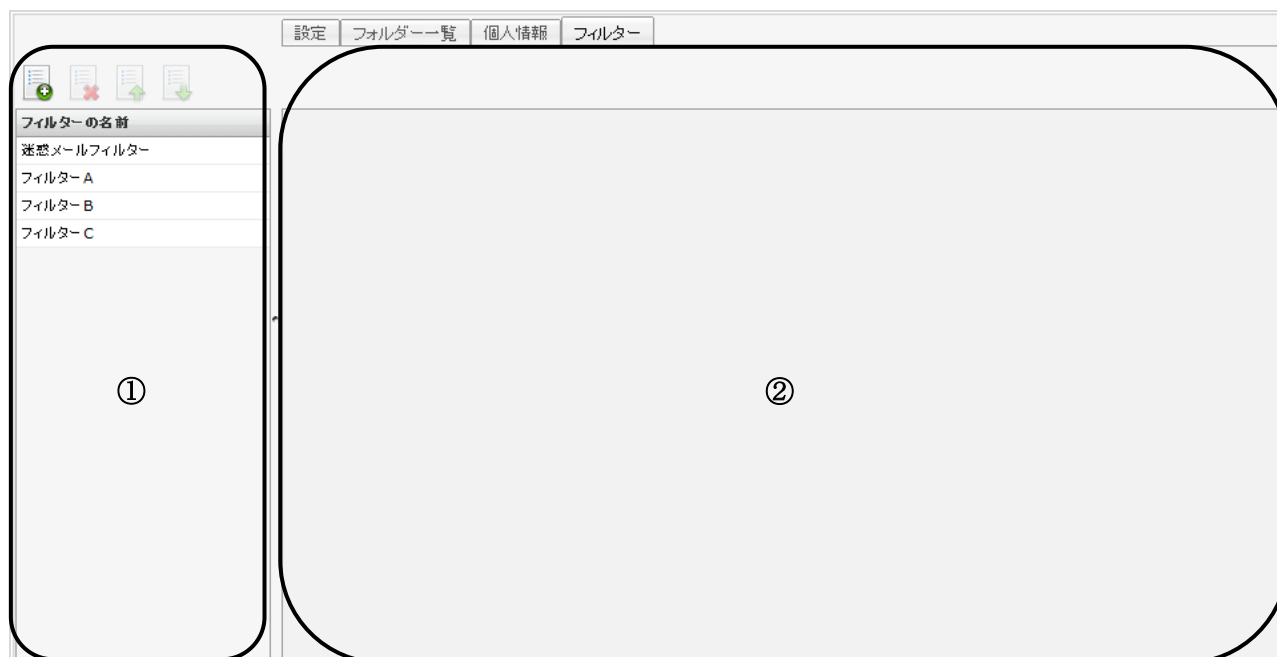 設定 フォルダー一覧 個人情報 フィルター
フィルターの名前
迷惑メールフィルター
フィルターA
フィルターB
フィルターC
① ②